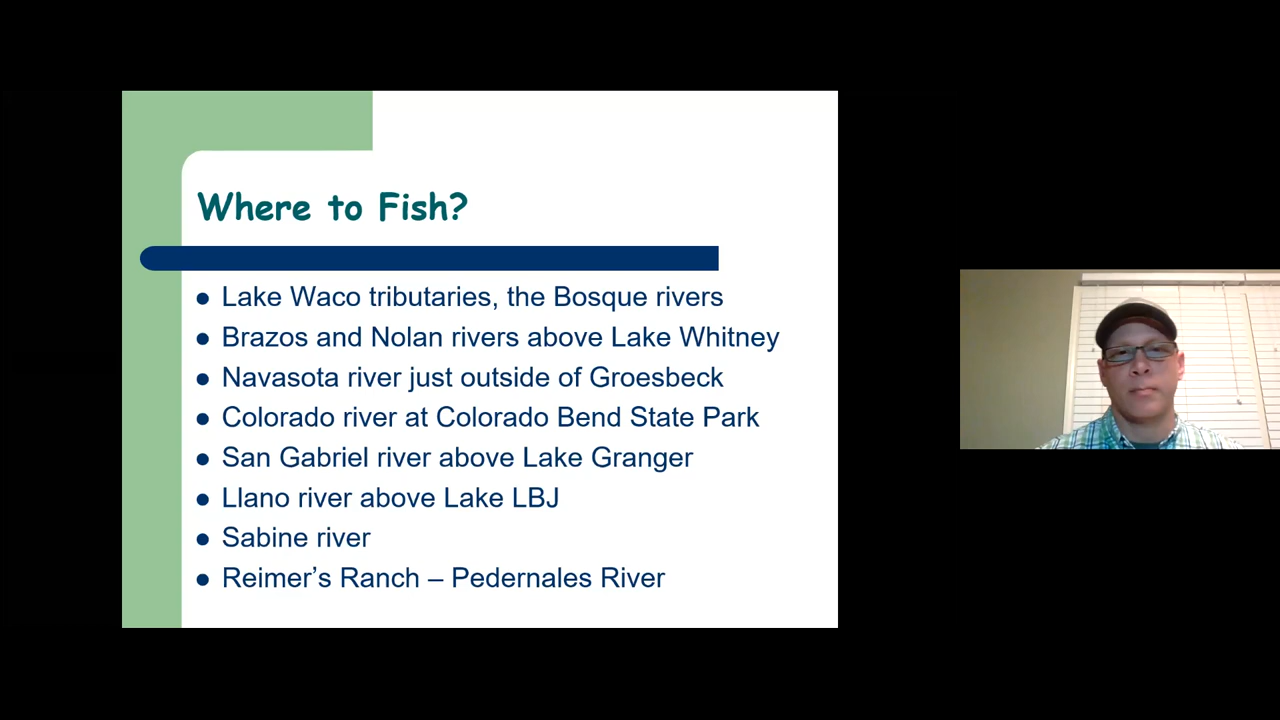 Where to Fish?
Lake Waco tributaries, the Bosque rivers
Brazos and Nolan rivers above Lake Whitney
Navasota river just outside of Groesbeck
Colorado river at Colorado Bend State Park
San Gabriel river above Lake Granger
Llano river above Lake LBJ
Sabine river
Reimer’s Ranch – Pedernales River